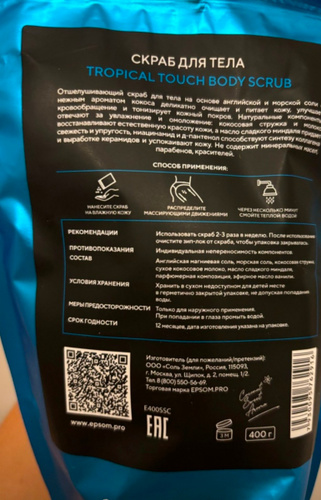 СКРАБ ДЛЯ ТЕЛА
TROPICAL TOUCH BODY SCRUB
Отшелушивающий скраб для тела на основе английской и морской соли
нежным ароматом кокоса деликатно очищает и питает кожу, улучшает
кровообращение и тонизирует кожный покров. Натуральные компоненты
отвечают за увлажнение и омоложение: кокосовая стружка и молоко
восстанавливают естественную красоту кожи, а масло сладкого миндаля
свежесть и упругость, ниацинамид и д-пантенол способствуют синтезу коллагена
и выработке керамидов и успокаивают кожу. Не содержит минеральных масел,
парабенов, красителей.
СПОСОБ ПРИМЕНЕНИЯ:
НАНЕСИТЕ СКРАБ
НА ВЛАЖНУЮ КОЖУ
РАСПРЕДЕЛИТЕ
МАССИРУЮЩИМИ ДВИЖЕНИЯМИ
ЧЕРЕЗ НЕСКОЛЬКО МИНУТ
СМОЙТЕ ТЕПЛОЙ ВОДОЙ
РЕКОМЕНДАЦИИ
Использовать скраб 2-3 раза в неделю. После использования
очистите зип-лок от скраба, чтобы упаковка закрывалась.
ПРОТИВОПОКАЗАНИЯ
Индивидуальная непереносимость компонентов.
СОСТАВ
Английская магниевая соль, морская соль, кокосовая стружка,
сухое кокосовое молоко, масло сладкого миндаля,
парфюмерная композиция, эфирное масло
УСЛОВИЯ ХРАНЕНИЯ
Хранить в сухом недоступном для детей месте
в герметично закрытой упаковке, не допуская попадания
воды.
МЕРЫ ПРЕДОСТОРОЖНОСТИ
Только для наружного применения.
При попадании в глаза промыть водой.
СРОК ГОДНОСТИ
12 месяцев, дата изготовления указана на упаковке.
Изготовитель (для пожеланий/претензий):
ООО «Соль Земли», Россия, 115093,
г. Москва, ул. Щипок, д. 2, помещ. 1/2.
Тел. 8 (800) 550-56-69.
Торговая марка EPSOM.PRO
www.epsom.pro
E40055C
EAC
3М
400 г